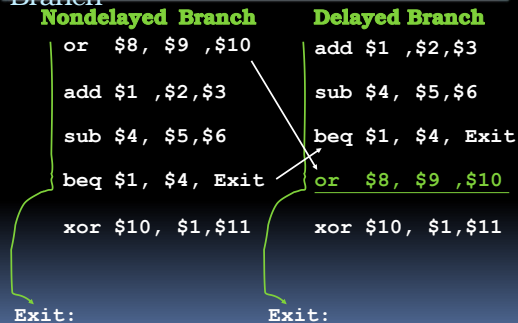 Branch
Nondelayed Branch
or $8, $9 ,$10
add $1 ,$2,$3
sub $4, $5,$6
beq $1, $4, Exit
xor $10, $1,$11
Exit:
Delayed Branch
add $1 ,$2,$3
sub $4, $5,$6
beq $1, $4, Exit
or $8, $9 ,$10
xor $10, $1,$11
Exit: